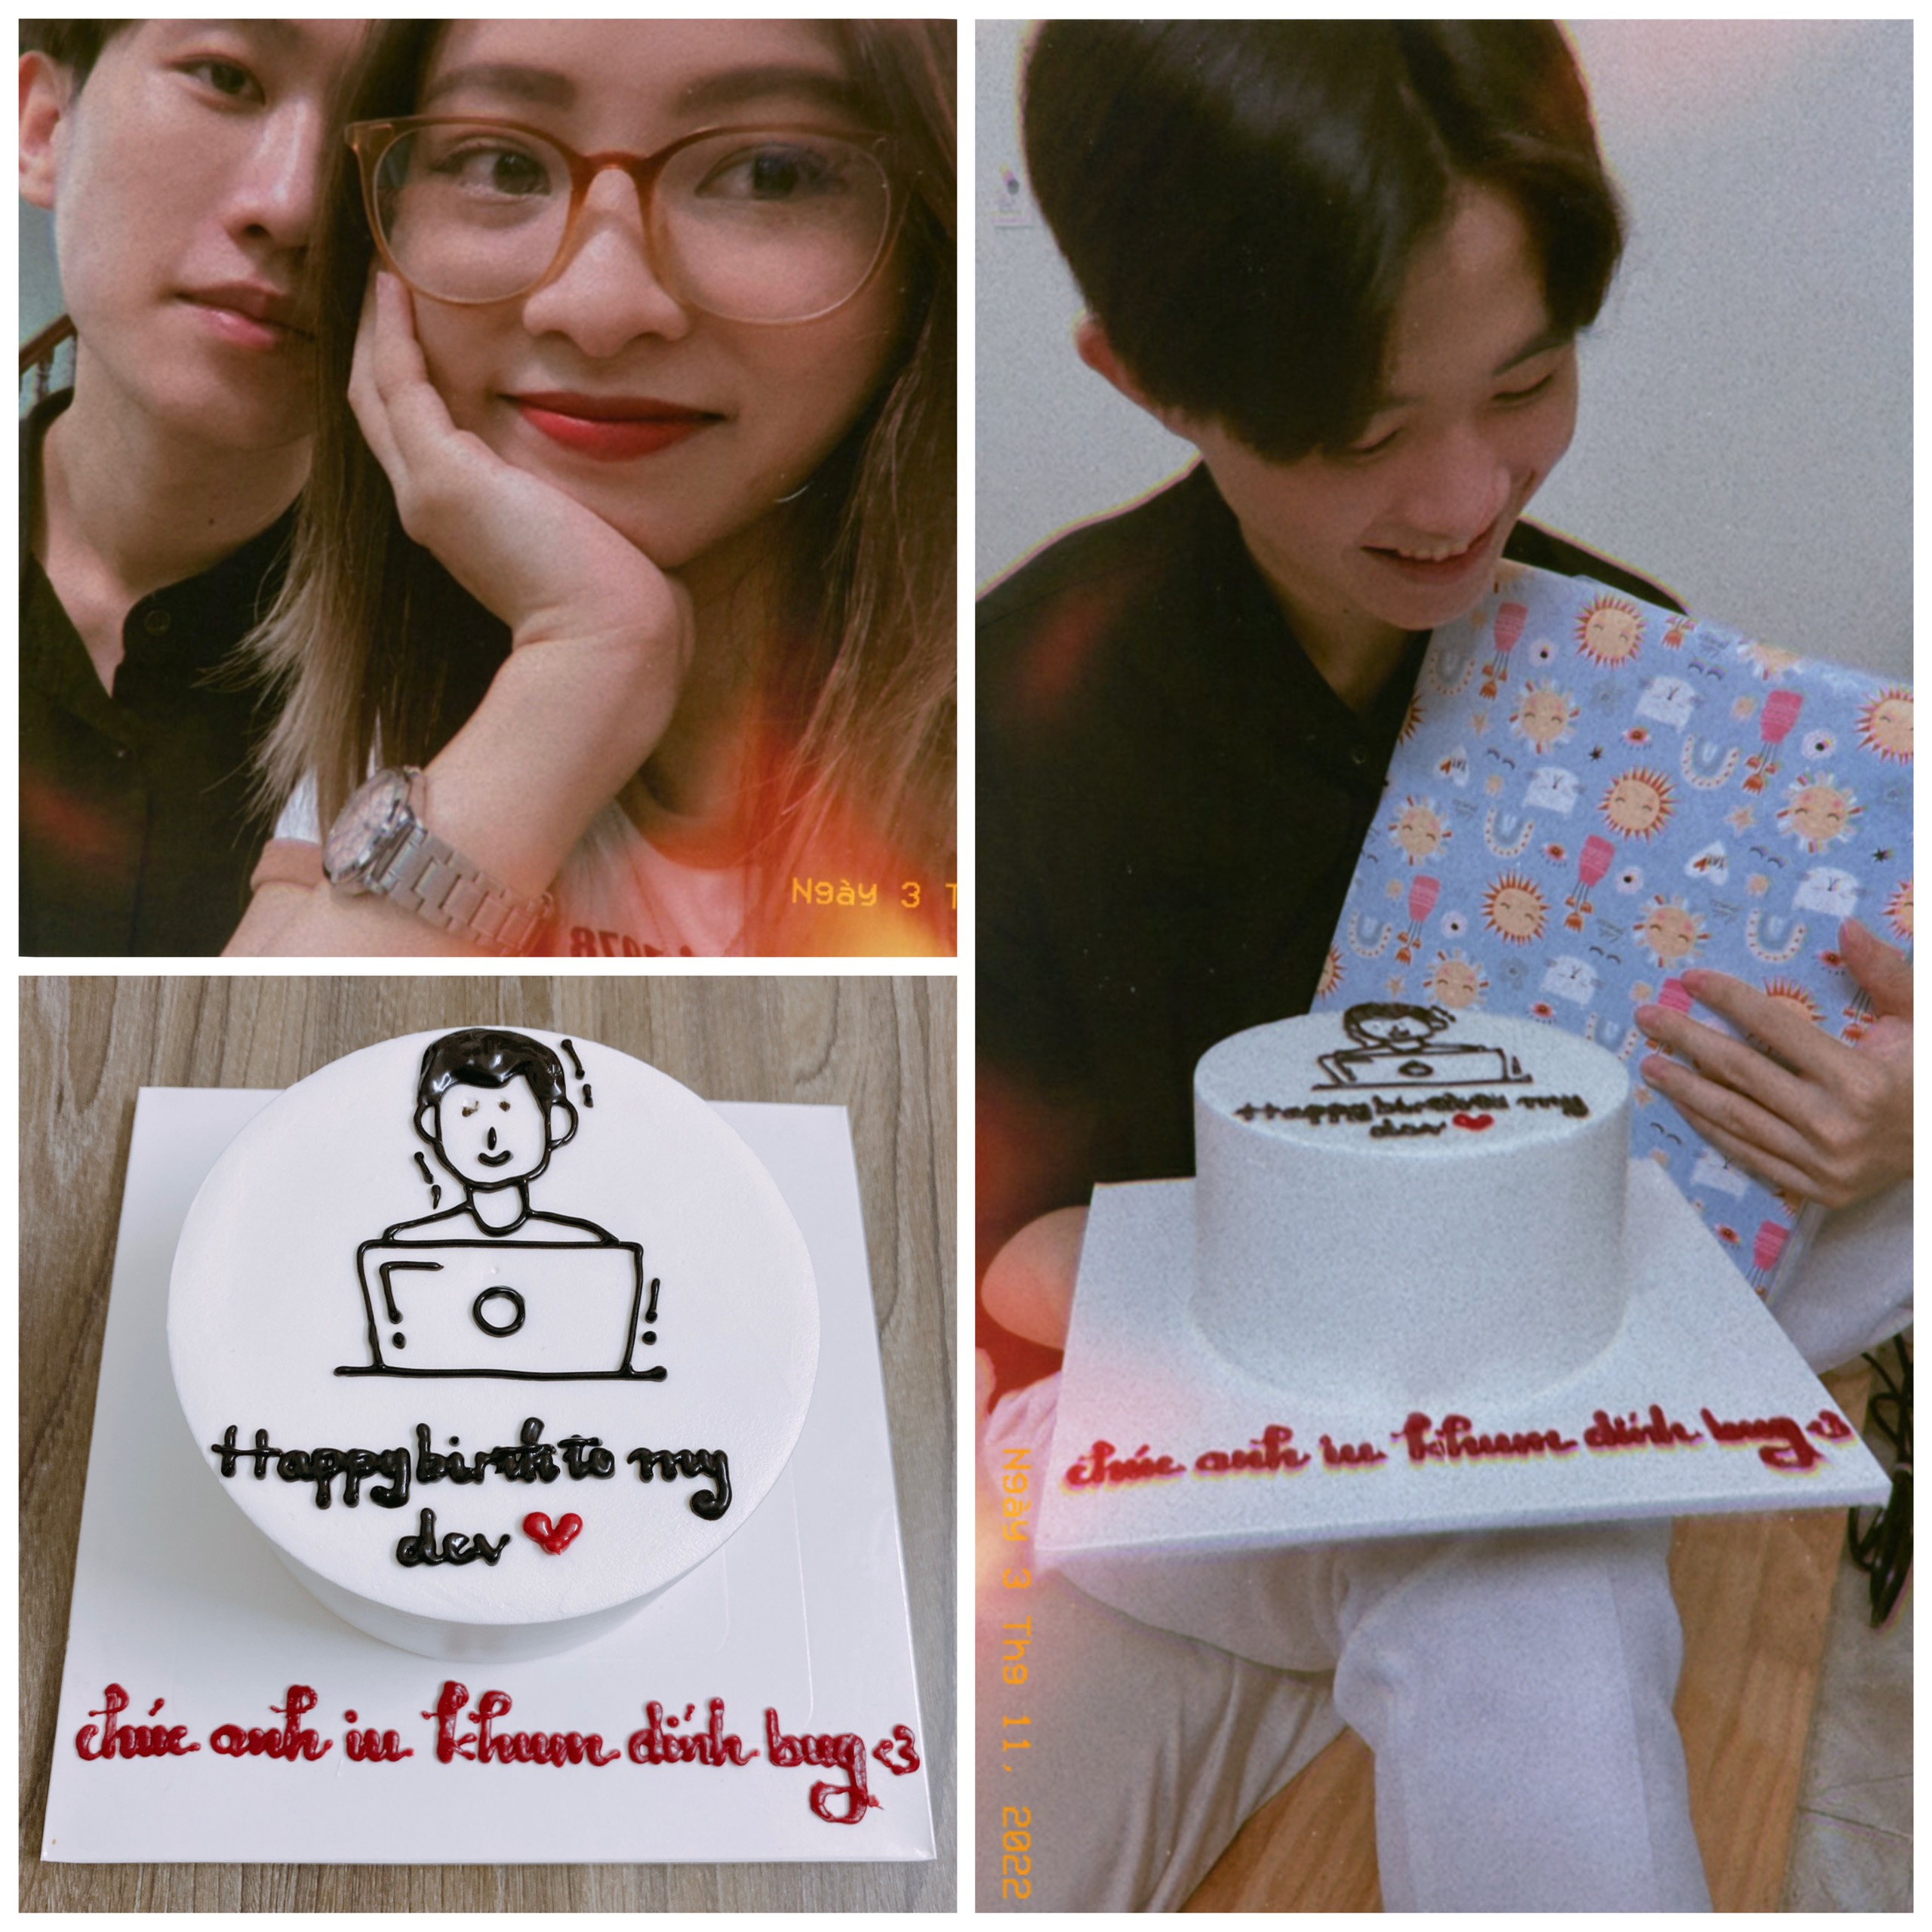 Ngày 3 T
7078
Happy birth to my
dev
chúc anh iu khum dính bug <3
Happy birth to my
dev
chúc anh iu khum dính bug <3
Ngày 3 Th9 11, 2022